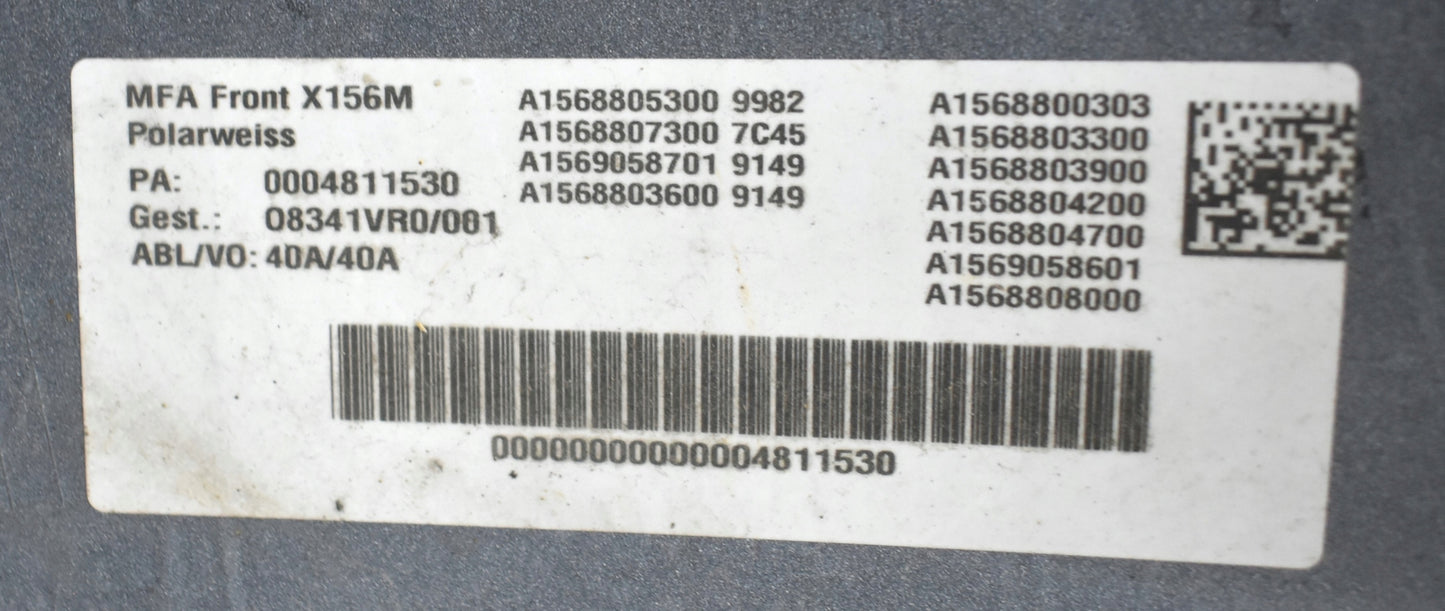 MFA Front X156M
Polarweiss
PA: 0004811530
Gest.: 08341VR0/001
ABL/VO: 40A/40A
A1568805300 9982
A1568807300 7C45
A1569058701 9149
A1568803600 9149
A1568800303
A1568803300
A1568803900
A1568804200
A1568804700
A1569058601
A1568808000
00000000000004811530